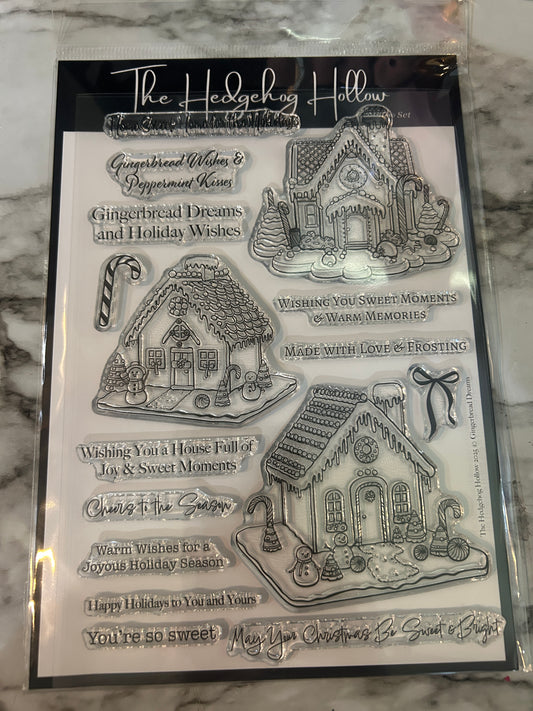 The Hedgehog Hollow
Stamp Set
Gingerbread Wishes &
Peppermint Kisses
Gingerbread Dreams
and Holiday Wishes
Wishing You Sweet Moments
& Warm Memories
Made with Love & Frosting
Wishing You a House Full of
Joy & Sweet Moments
Cheers to the Season
Warm Wishes for a
Joyous Holiday Season
Happy Holidays to You and Yours
You're so sweet
May Your Christmas Be Sweet & Bright
The Hedgehog Hollow 2025 © Gingerbread Dreams